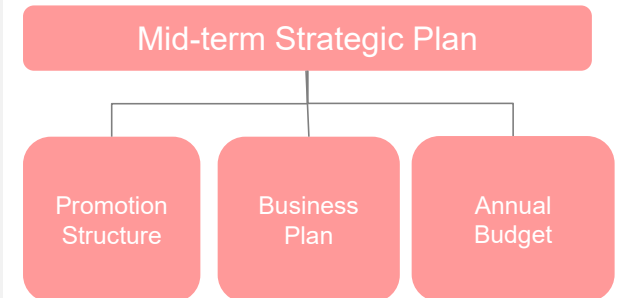 Mid-term Strategic Plan
Promotion
Structure
Business
Plan
Annual
Budget